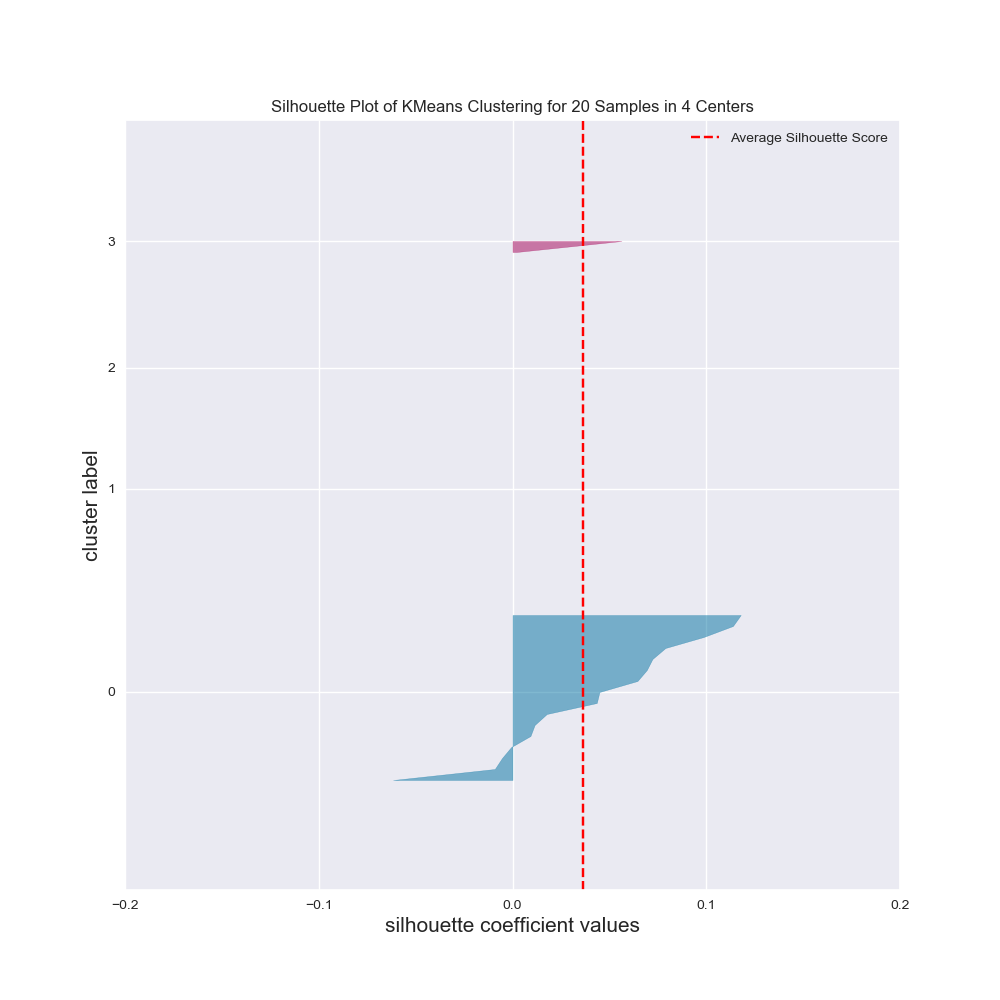 Silhouette Plot of KMeans Clustering for 20 Samples in 4 Centers
Average Silhouette Score
3
2
1
0
cluster label
−0.2 −0.1 0.0 0.1 0.2
silhouette coefficient values